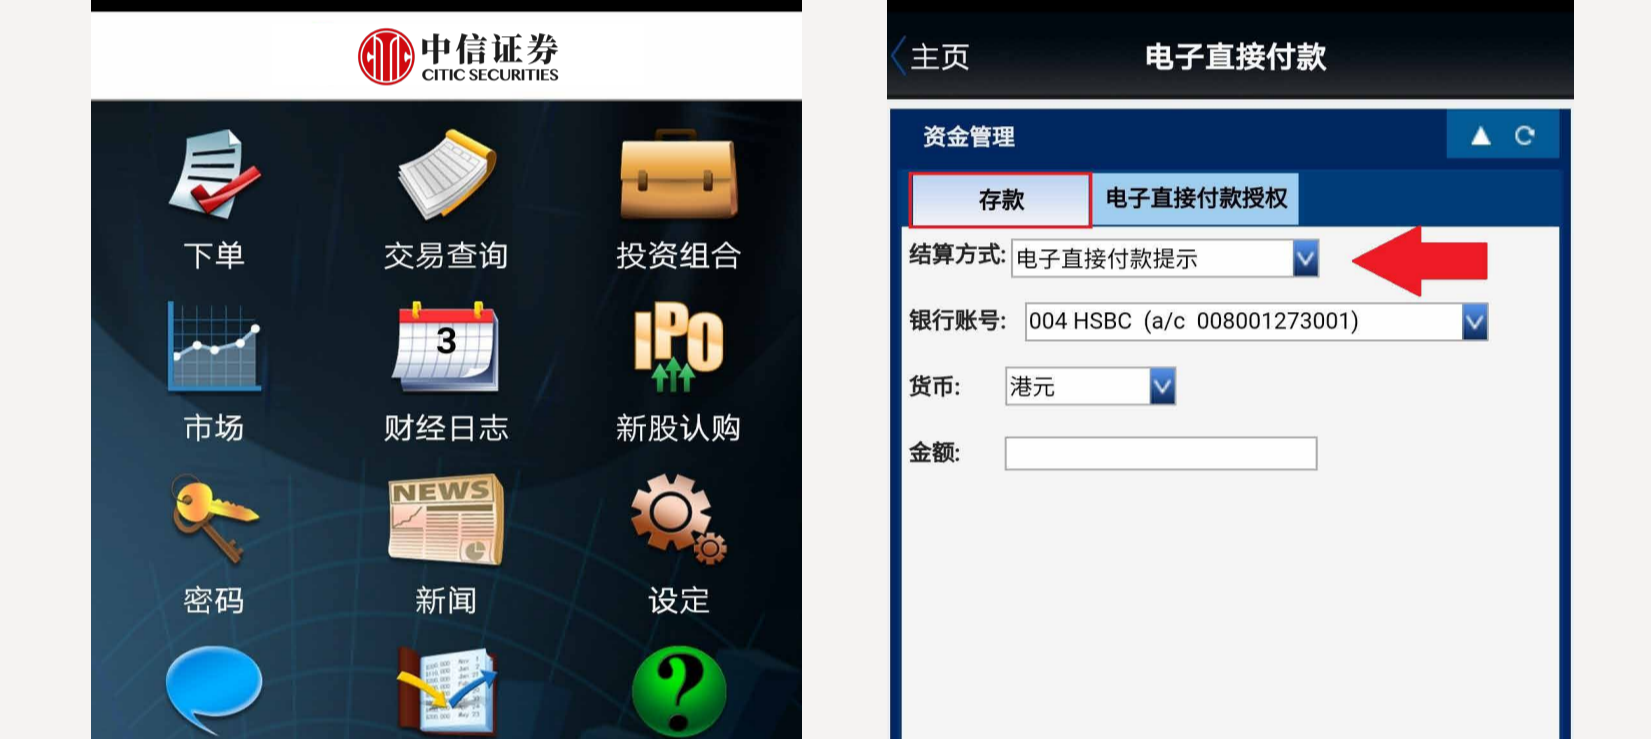 中信证券
CITIC SECURITIES
下单
交易查询
投资组合
3
IPO
市场
财经日志
新股认购
NEWS
密码
新闻
设定
?
主页
电子直接付款
资金管理
存款
电子直接付款授权
结算方式:
电子直接付款提示
银行账号:
004 HSBC (a/c 008001273001)
货币:
港元
金额: